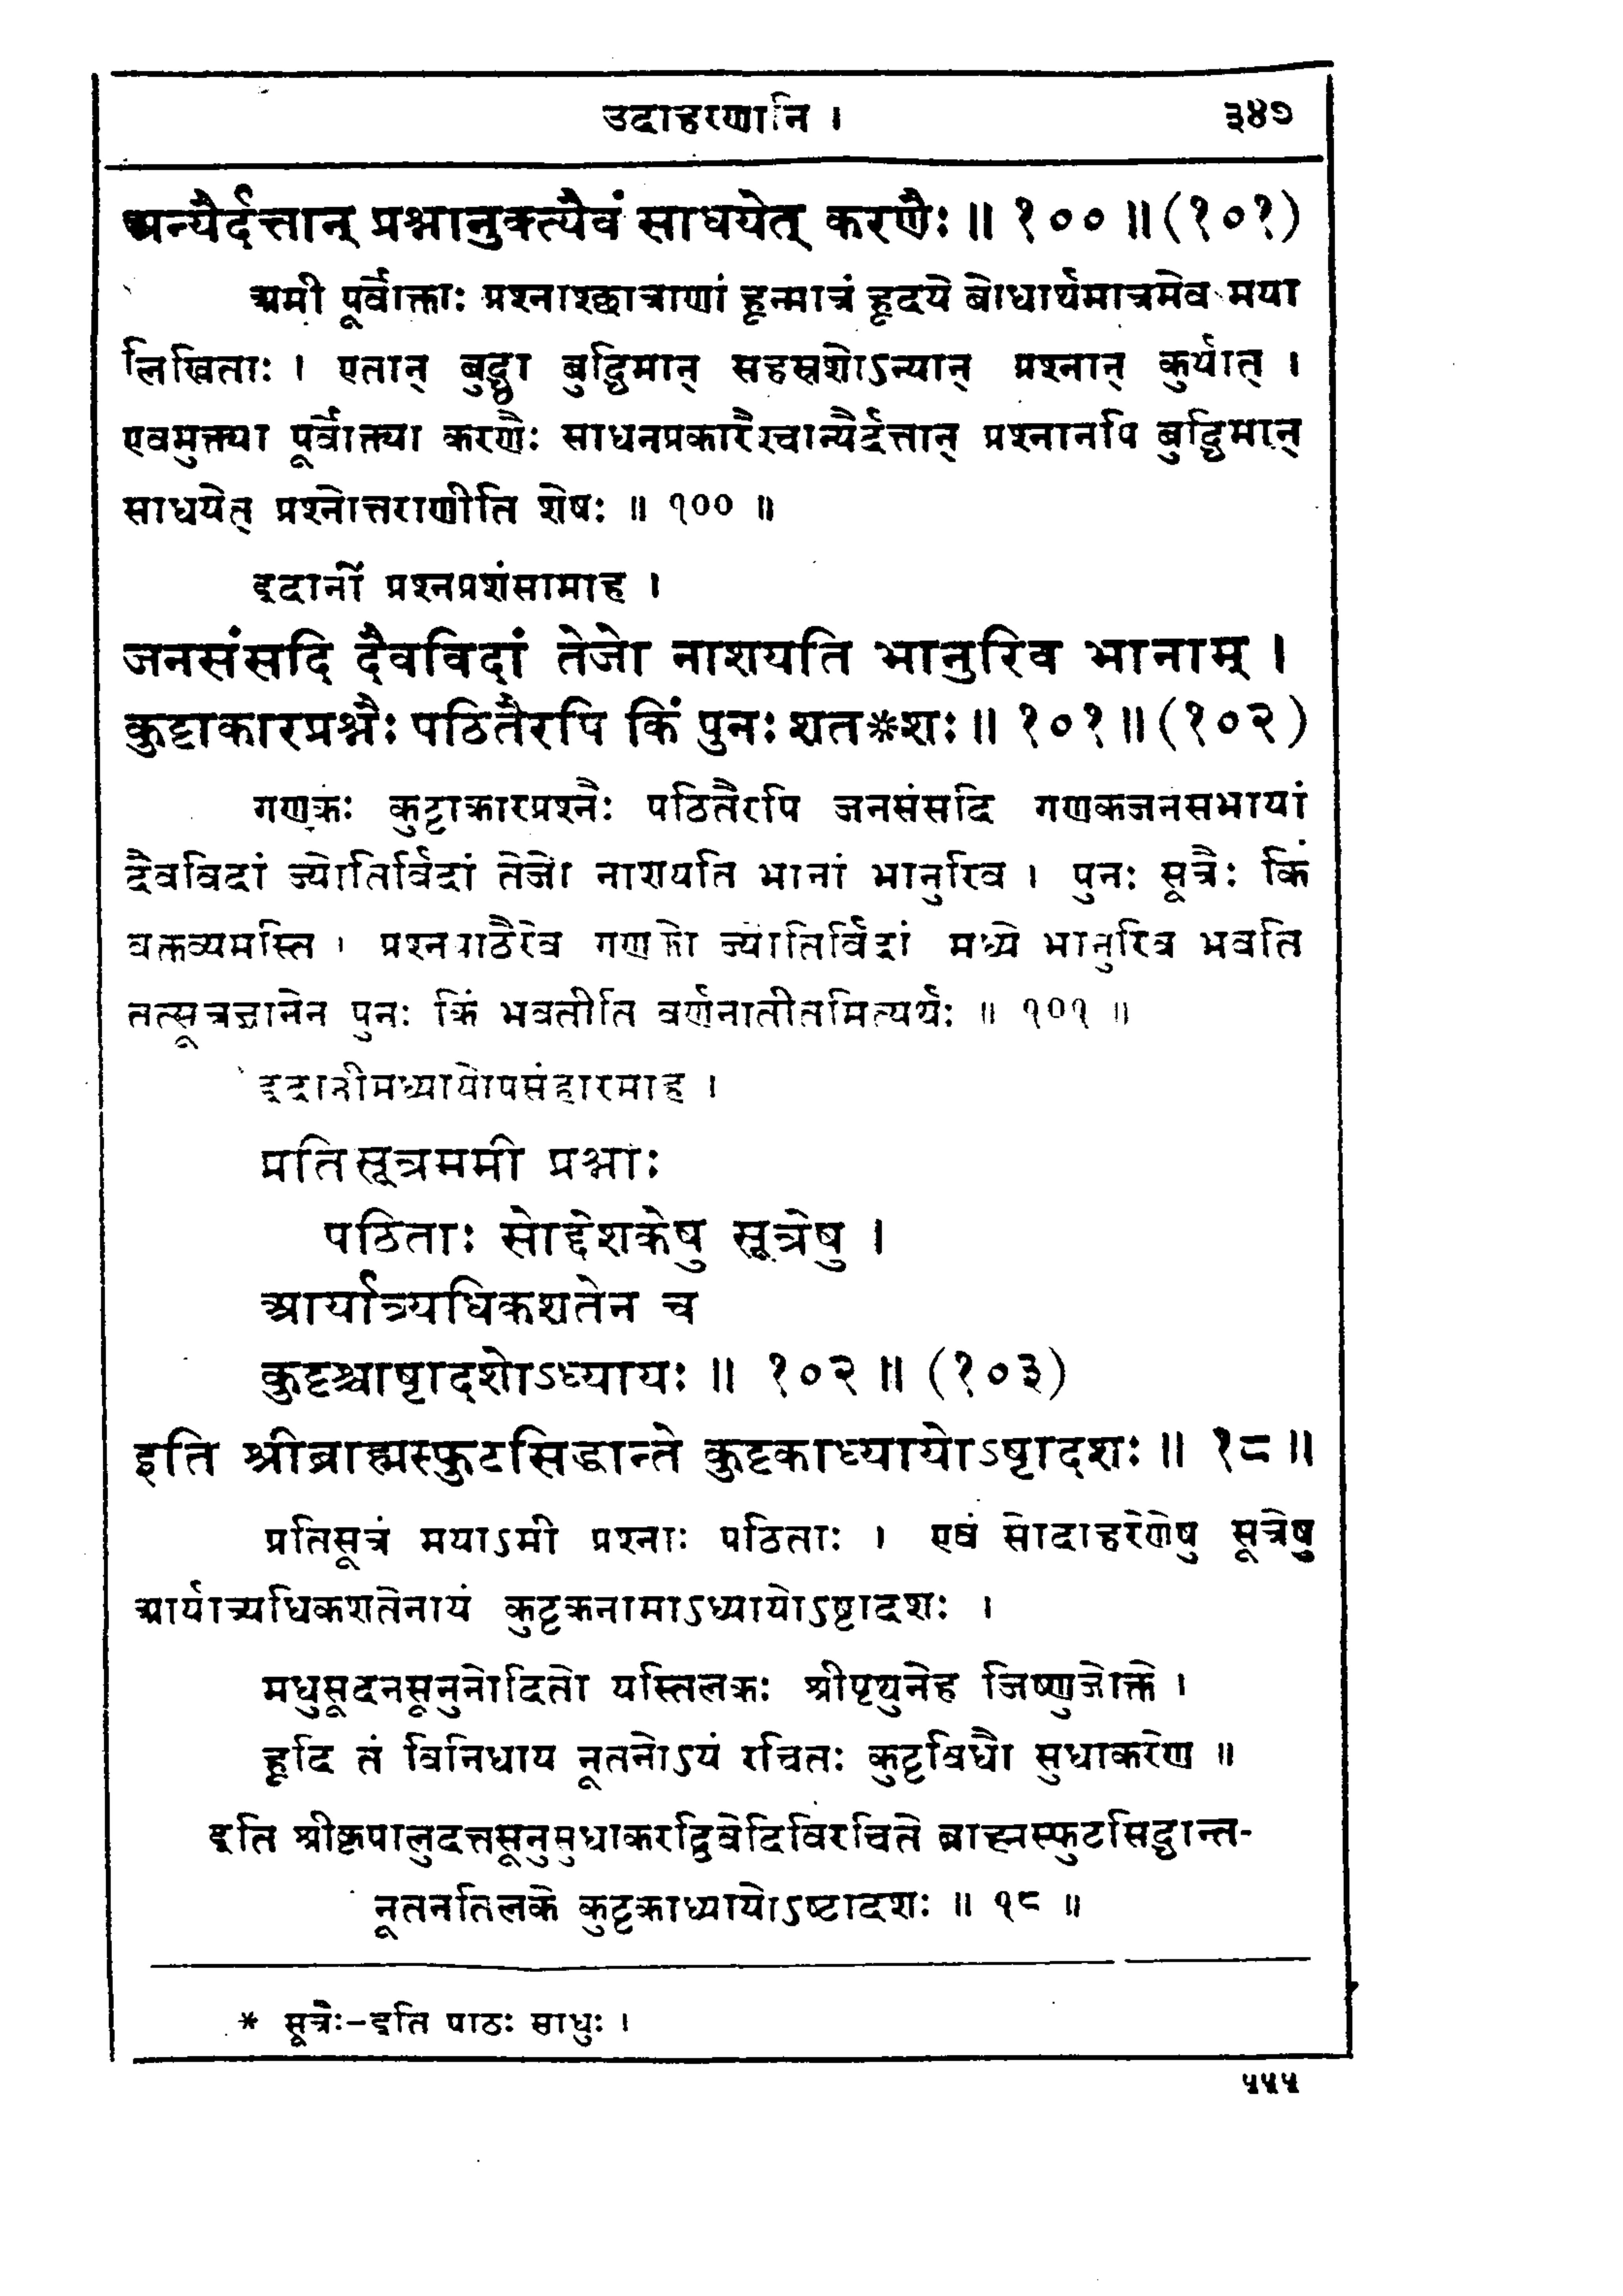 उदाहरणानि ।
३४७
अन्यैर्दत्तान् प्रश्नानुक्त्यैवं साधयेत् करणैः ॥ १०० ॥ (१०१)
अमी पूर्वोक्ताः प्रश्नाश्छात्राणां हृन्मात्रं हृदये बोधार्थमात्रमेव मया
लिखिताः । एतान् बुद्ध्वा बुद्धिमान् सहस्रशोऽन्यान् प्रश्नान् कुर्यात् ।
एवमुक्त्या पूर्वोक्त्या करणैः साधनप्रकारैश्चान्यैर्दत्तान् प्रश्नानपि बुद्धिमान्
साधयेत् प्रश्नोत्तराणीति शेषः ॥ १०० ॥
इदानीं प्रश्नप्रशंसामाह ।
जनसंसदि दैवविदां तेजो नाशयति भानुरिव भानाम् ।
कुट्टाकारप्रश्नैः पठितैरपि किं पुनः शत*शः ॥ १०१ ॥ (१०२)
गणकः कुट्टाकारप्रश्नैः पठितैरपि जनसंसदि गणकजनसभायां
दैवविदां ज्योतिर्विदां तेजो नाशयति भानां भानुरिव । पुनः सूत्रैः किं
वक्तव्यमस्ति । प्रश्नपाठैरेव गणको ज्योतिर्विदां मध्ये भानुरिव भवति
तत्सूत्रज्ञानेन पुनः किं भवतीति वर्णनातीतमित्यर्थः ॥ १०१ ॥
इदानीमध्यायोपसंहारमाह ।
प्रतिसूत्रममी प्रश्नाः
पठिताः सोद्देशकेषु सूत्रेषु ।
आर्यात्र्यधिकशतेन च
कुट्टश्चाष्टादशोऽध्यायः ॥ १०२ ॥ (१०३)
इति श्रीब्राह्मस्फुटसिद्धान्ते कुट्टकाध्यायोऽष्टादशः ॥ १८ ॥
प्रतिसूत्रं मयाऽमी प्रश्नाः पठिताः । एषं सोदाहरणेषु सूत्रेषु
आर्यात्र्यधिकशतेनायं कुट्टकनामाऽध्यायोऽष्टादशः ।
मधुसूदनसूनुनोदितो यस्तिलकः श्रीपृथुनेह जिष्णुजोक्ते ।
हृदि तं विनिधाय नूतनोऽयं रचितः कुट्टविधौ सुधाकरेण ॥
इति श्रीकृपालुदत्तसूनुसुधाकरद्विवेदिविरचिते ब्राह्मस्फुटसिद्धान्त-
नूतनतिलके कुट्टकाध्यायोऽष्टादशः ॥ १८ ॥
* सूत्रैः-इति पाठः साधुः ।
५५५